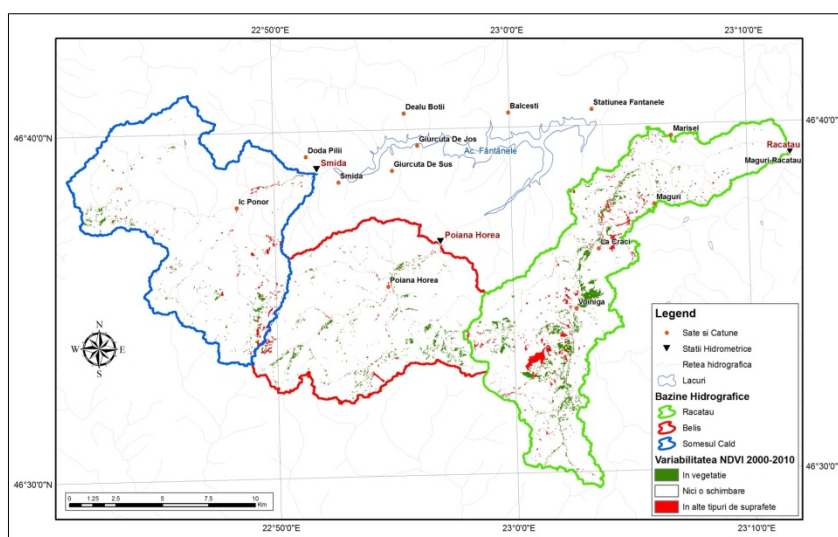 22°50'0"E 23°0'0"E 23°10'0"E
46°40'0"N
46°40'0"N
Dealu Botii
Balcesti
Statiunea Fantanele
Marisel
Racatau
Maguri-Racatau
Doda Pilii
Smida
Smida
Giurcuta De Jos
Ac. Fântânele
Giurcuta De Sus
Ic Ponor
Maguri
Poiana Horea
La Craci
Poiana Horea
N
W E
S
46°30'0"N
46°30'0"N
0 1.25 2.5 5 7.5 10
Km
22°50'0"E 23°0'0"E 23°10'0"E
Legend
Sate si Catune
Statii Hidrometrice
Retea hidrografica
Lacuri
Bazine Hidrografice
Racatau
Belis
Somesul Cald
Variabilitatea NDVI 2000-2010
In vegetatie
Nici o schimbare
In alte tipuri de suprafete